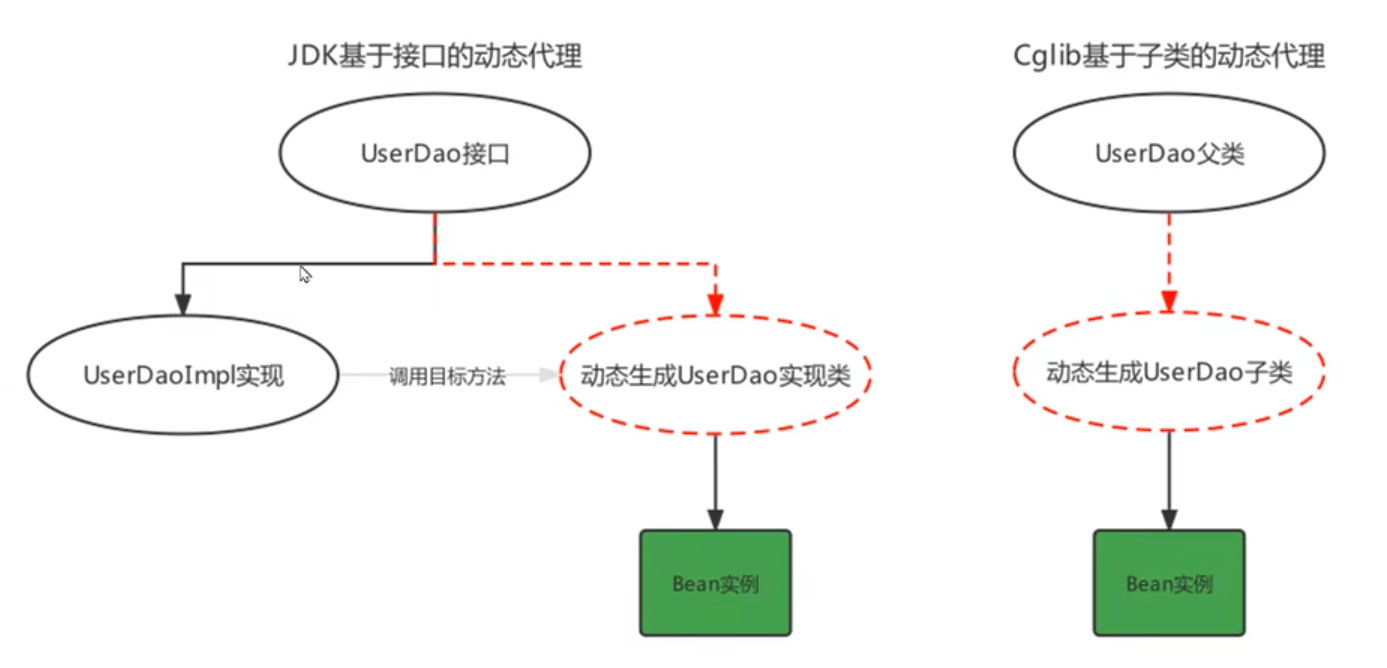 JDK基于接口的动态代理
UserDao接口
UserDaoImpl实现
调用目标方法
动态生成UserDao实现类
Bean实例
Cglib基于子类的动态代理
UserDao父类
动态生成UserDao子类
Bean实例